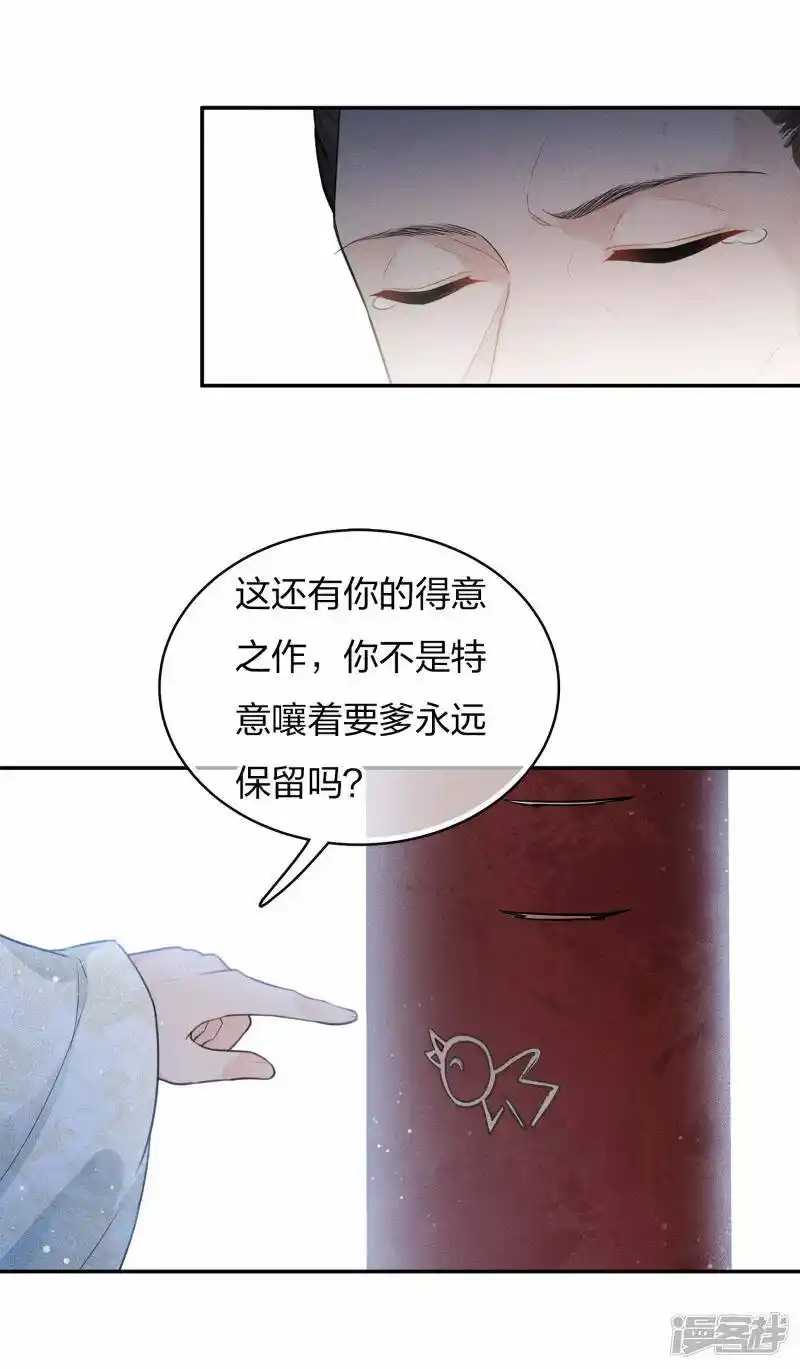 这还有你的得意
之作，你不是特
意嚷着要爹永远
保留吗？
漫客栈